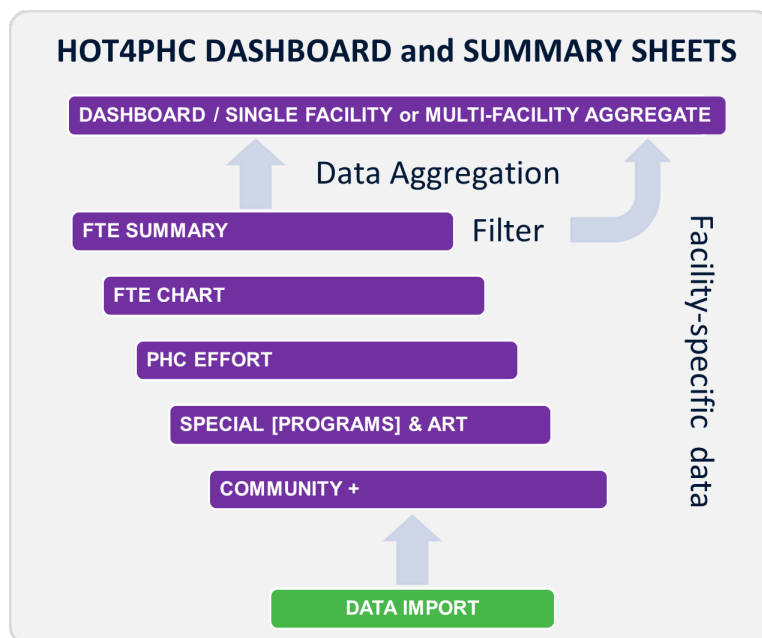 HOT4PHC DASHBOARD and SUMMARY SHEETS
DASHBOARD / SINGLE FACILITY or MULTI-FACILITY AGGREGATE
Data Aggregation
FTE SUMMARY
Filter
FTE CHART
PHC EFFORT
SPECIAL [PROGRAMS] & ART
COMMUNITY +
Facility-specific data
DATA IMPORT